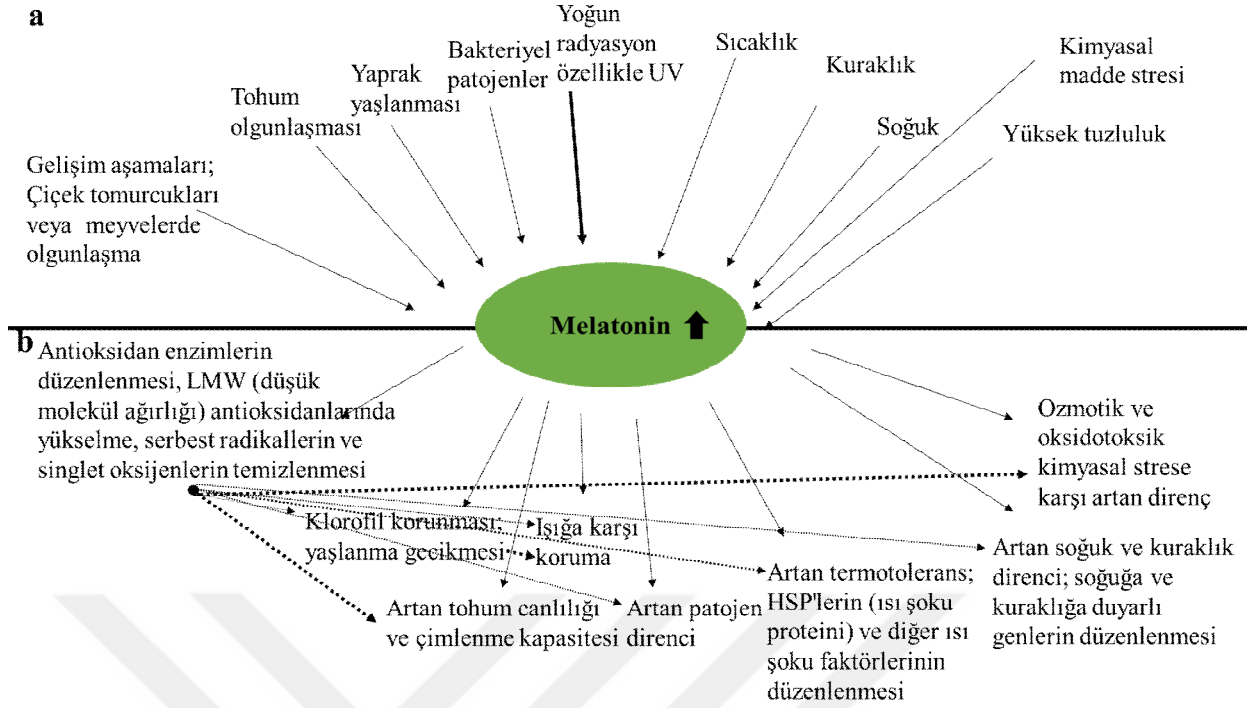 a
Gelişim aşamaları;
Çiçek tomurcukları
veya meyvelerde
olgunlaşma
Tohum
olgunlaşması
Yaprak
yaşlanması
Bakteriyel
patojenler
Yoğun
radyasyon
özellikle UV
Sıcaklık
Kuraklık
Soğuk
Kimyasal
madde stresi
Yüksek tuzluluk
Melatonin
b
Antioksidan enzimlerin
düzenlenmesi, LMW (düşük
molekül ağırlığı) antioksidanlarında
yükselme, serbest radikallerin ve
singlet oksijenlerin temizlenmesi
Klorofil korunması;
yaşlanma gecikmesi
Işığa karşı
koruma
Artan tohum canlılığı
ve çimlenme kapasitesi
Artan patojen
direnci
Artan termotolerans;
HSP'lerin (ısı şoku
proteini) ve diğer ısı
şoku faktörlerinin
düzenlenmesi
Ozmotik ve
oksidotoksik
kimyasal strese
karşı artan direnç
Artan soğuk ve kuraklık
direnci; soğuğa ve
kuraklığa duyarlı
genlerin düzenlenmesi